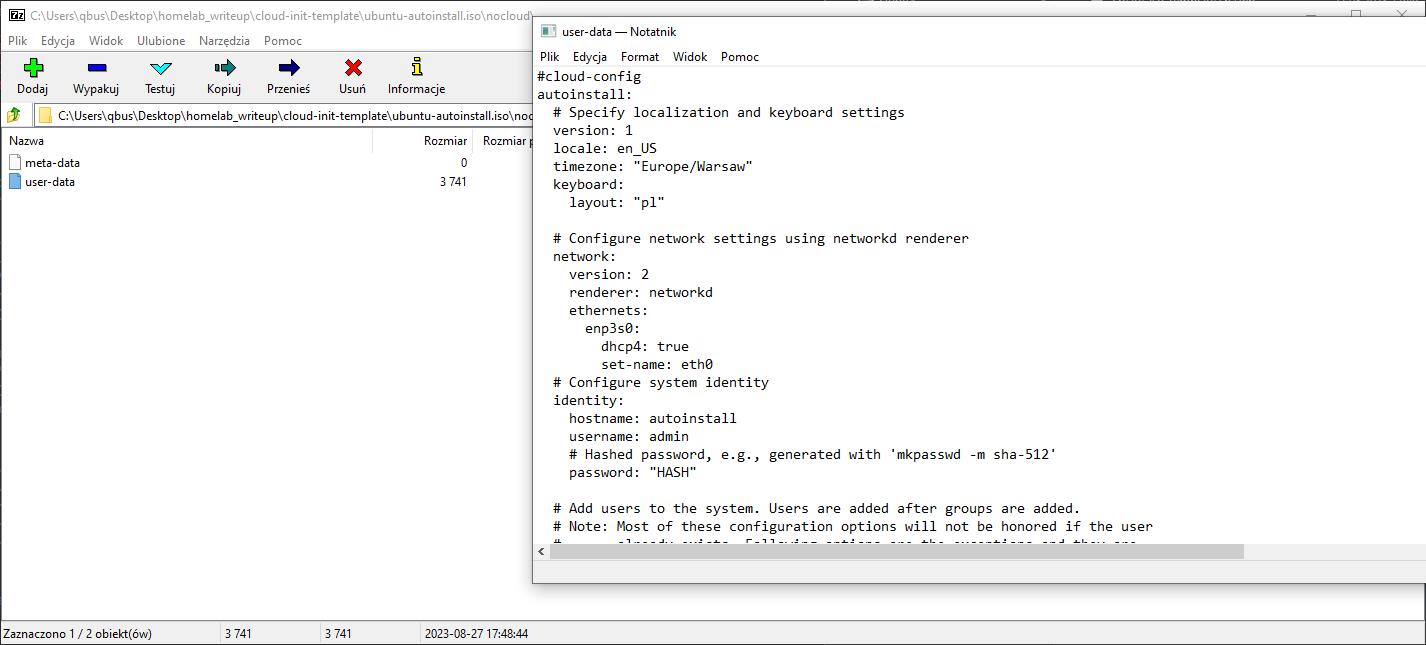 C:\Users\qbus\Desktop\homelab_writeup\cloud-init-template\ubuntu-autoinstall.iso\nocloud\
Plik Edycja Widok Ulubione Narzędzia Pomoc
Dodaj Wypakuj Testuj Kopiuj Przenieś Usuń Informacje
C:\Users\qbus\Desktop\homelab_writeup\cloud-init-template\ubuntu-autoinstall.iso\noc
Nazwa Rozmiar Rozmiar
meta-data 0
user-data 3 741
Zaznaczono 1 / 2 obiekt(ów) 3 741 3 741 2023-08-27 17:48:44
user-data — Notatnik
Plik Edycja Format Widok Pomoc
#cloud-config
autoinstall:
  # Specify localization and keyboard settings
  version: 1
  locale: en_US
  timezone: "Europe/Warsaw"
  keyboard:
    layout: "pl"
  # Configure network settings using networkd renderer
  network:
    version: 2
    renderer: networkd
    ethernets:
      enp3s0:
        dhcp4: true
        set-name: eth0
  # Configure system identity
  identity:
    hostname: autoinstall
    username: admin
    # Hashed password, e.g., generated with 'mkpasswd -m sha-512'
    password: "HASH"
  # Add users to the system. Users are added after groups are added.
  # Note: Most of these configuration options will not be honored if the user